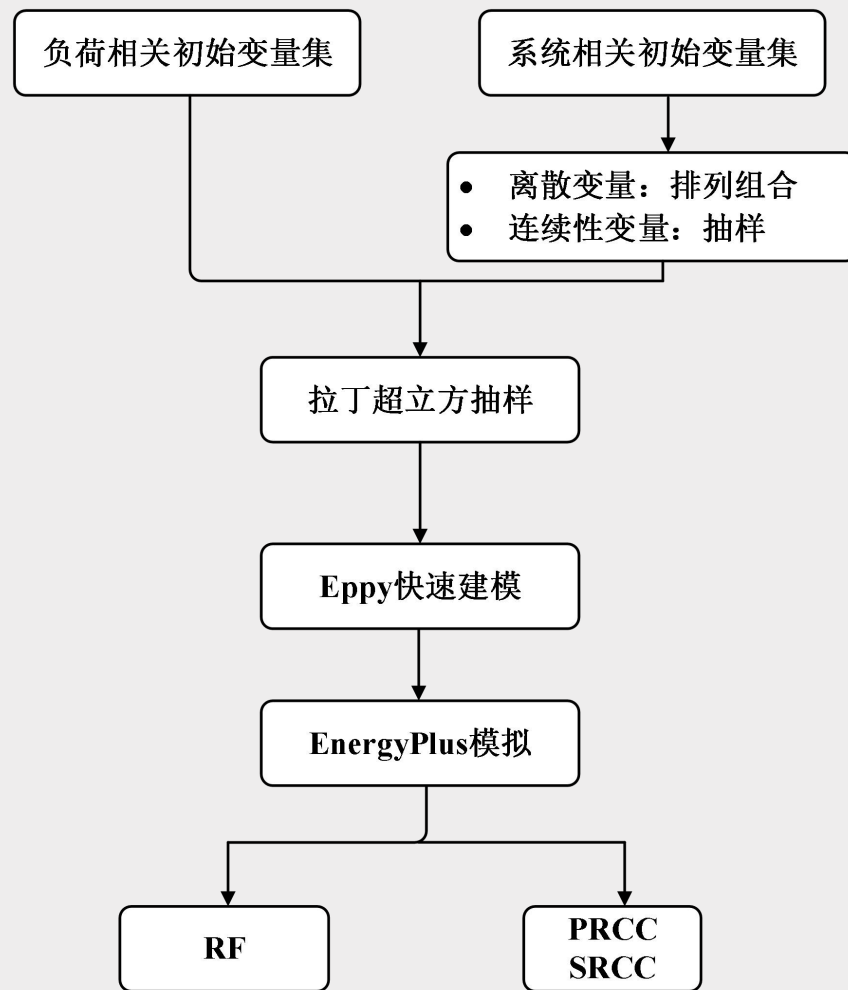 负荷相关初始变量集
系统相关初始变量集
• 离散变量：排列组合
• 连续性变量：抽样
拉丁超立方抽样
Eppy快速建模
EnergyPlus模拟
RF
PRCC
SRCC